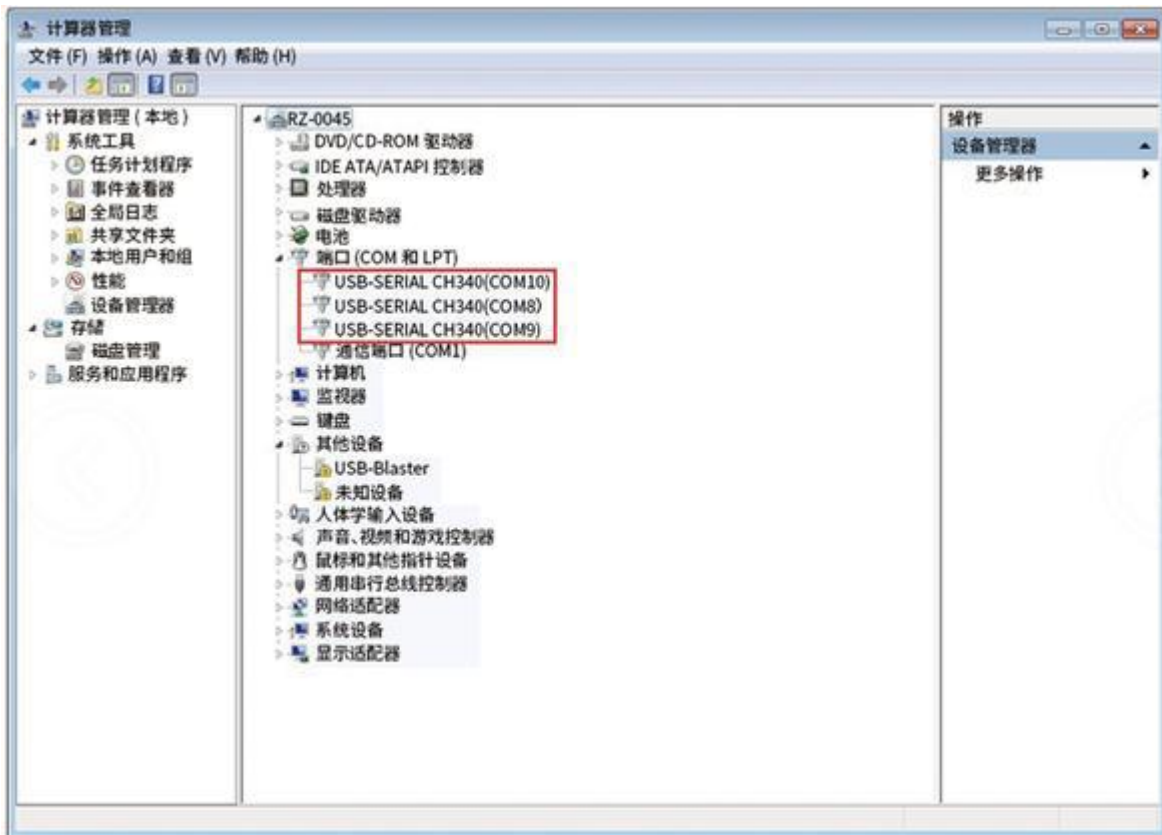 计算器管理
文件 (F) 操作 (A) 查看 (V) 帮助 (H)
计算器管理 ( 本地 )
系统工具
任务计划程序
事件查看器
全局日志
共享文件夹
本地用户和组
性能
设备管理器
存储
磁盘管理
服务和应用程序
RZ-0045
DVD/CD-ROM 驱动器
IDE ATA/ATAPI 控制器
处理器
磁盘驱动器
电池
端口 (COM 和 LPT)
USB-SERIAL CH340(COM10)
USB-SERIAL CH340(COM8)
USB-SERIAL CH340(COM9)
通信端口 (COM1)
计算机
监视器
键盘
其他设备
USB-Blaster
未知设备
人体学输入设备
声音、视频和游戏控制器
鼠标和其他指针设备
通用串行总线控制器
网络适配器
系统设备
显示适配器
操作
设备管理器
更多操作